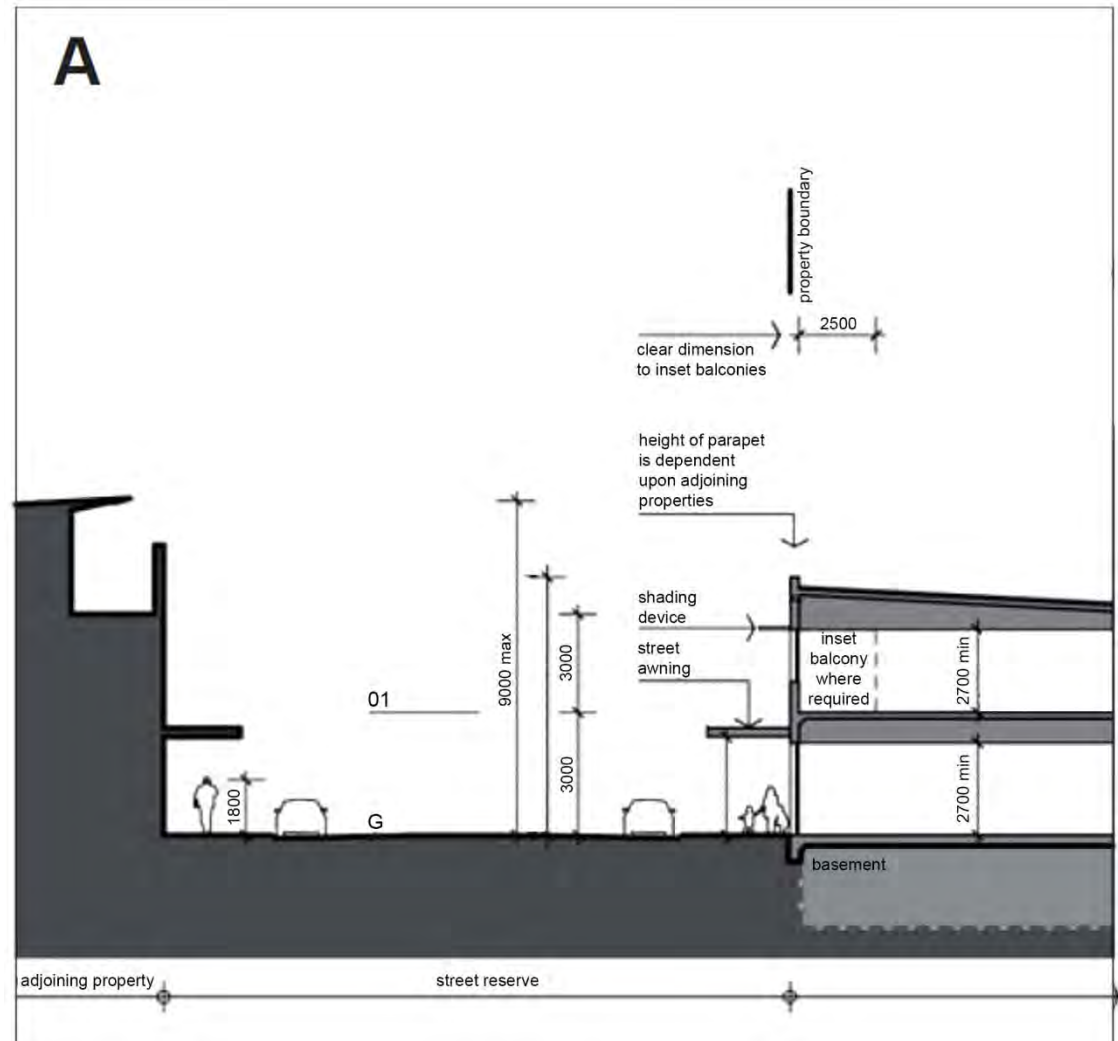 A
property boundary
2500
clear dimension
to inset balconies
height of parapet
is dependent
upon adjoining
properties
shading
device
street
awning
9000 max
3000
3000
01
1800
G
inset
balcony
where
required
2700 min
2700 min
basement
adjoining property
street reserve